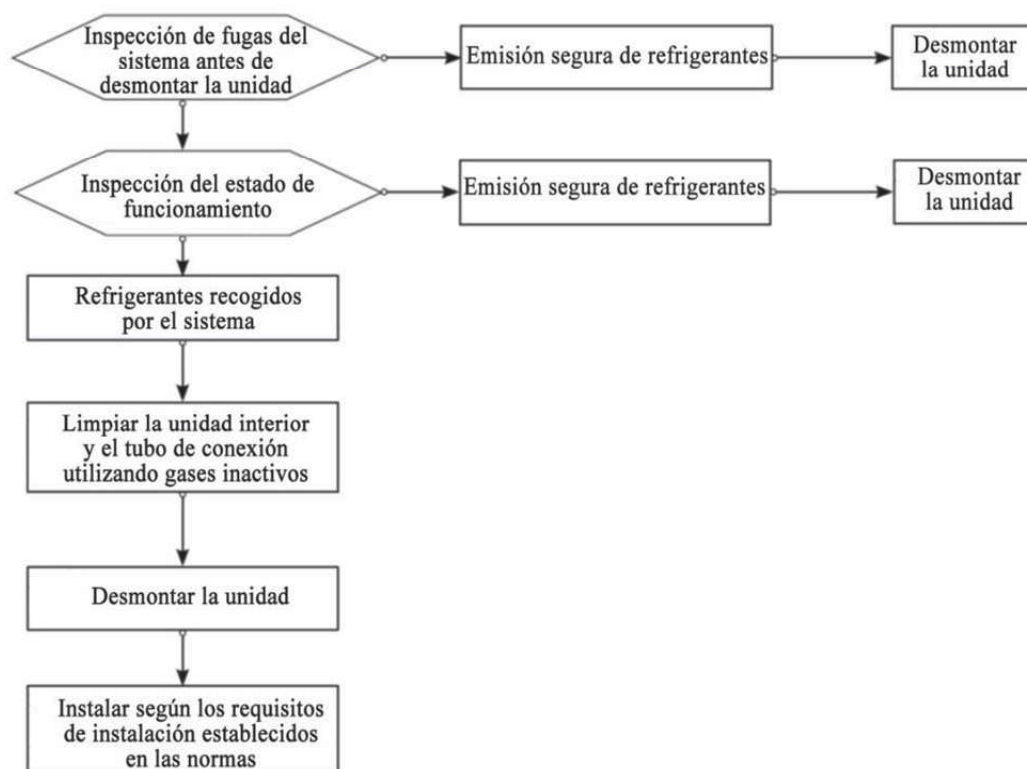 Inspección de fugas del
sistema antes de
desmontar la unidad
Emisión segura de refrigerantes
Desmontar
la unidad
Inspección del estado de
funcionamiento
Emisión segura de refrigerantes
Desmontar
la unidad
Refrigerantes recogidos
por el sistema
Limpiar la unidad interior
y el tubo de conexión
utilizando gases inactivos
Desmontar la unidad
Instalar según los requisitos
de instalación establecidos
en las normas